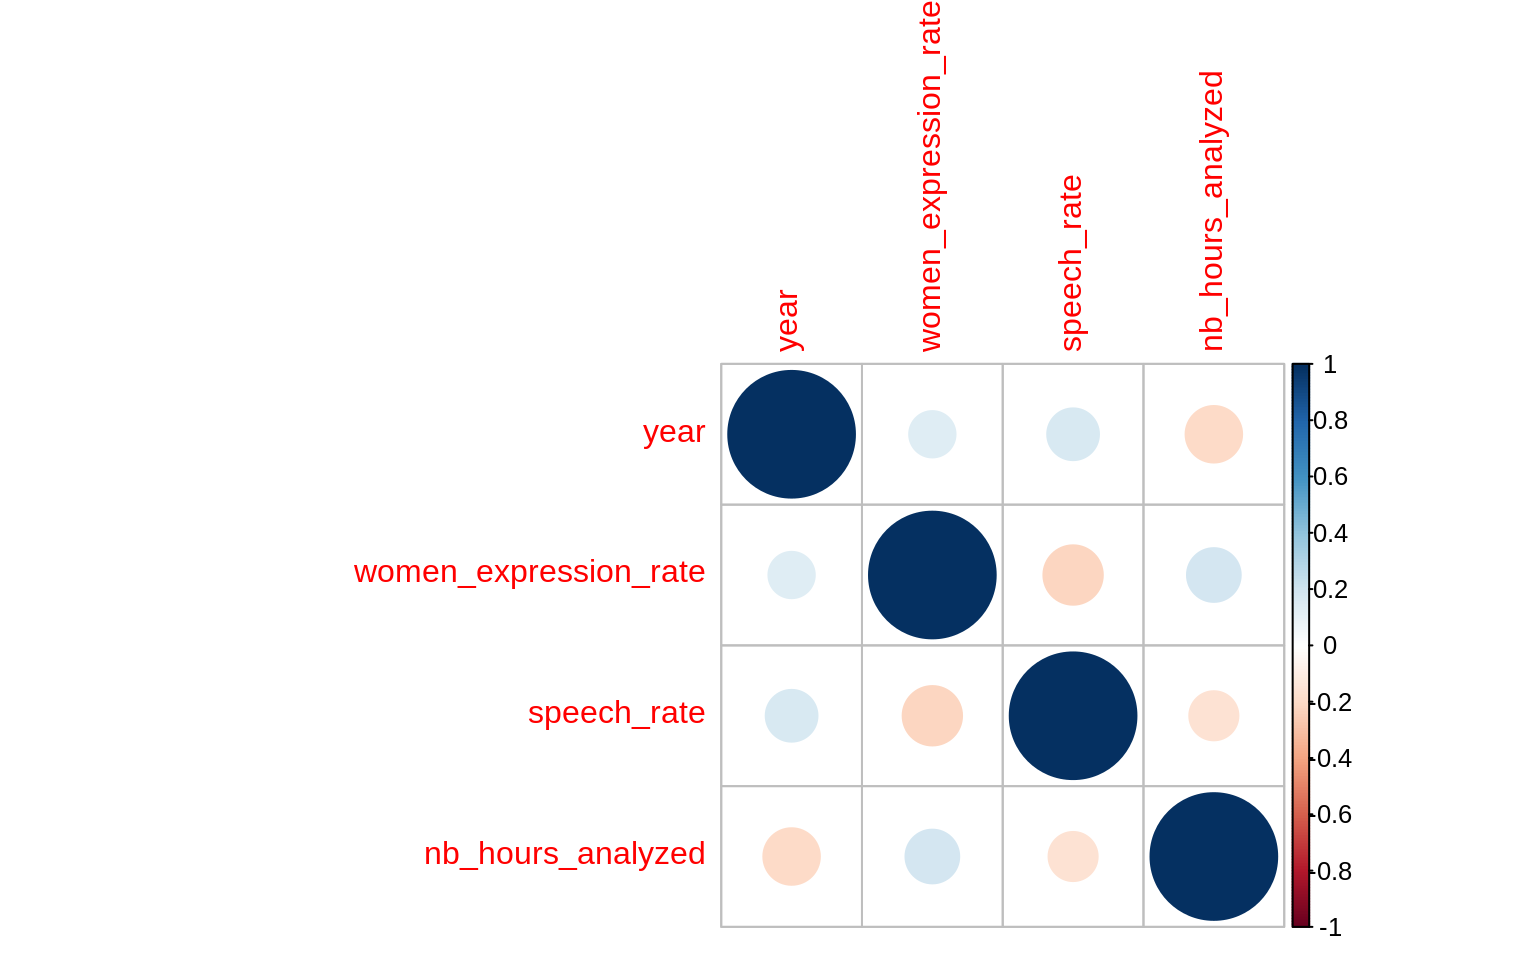 year
women_expression_rate
speech_rate
nb_hours_analyzed
year
women_expression_rate
speech_rate
nb_hours_analyzed
1
0.8
0.6
0.4
0.2
0
-0.2
-0.4
-0.6
-0.8
-1